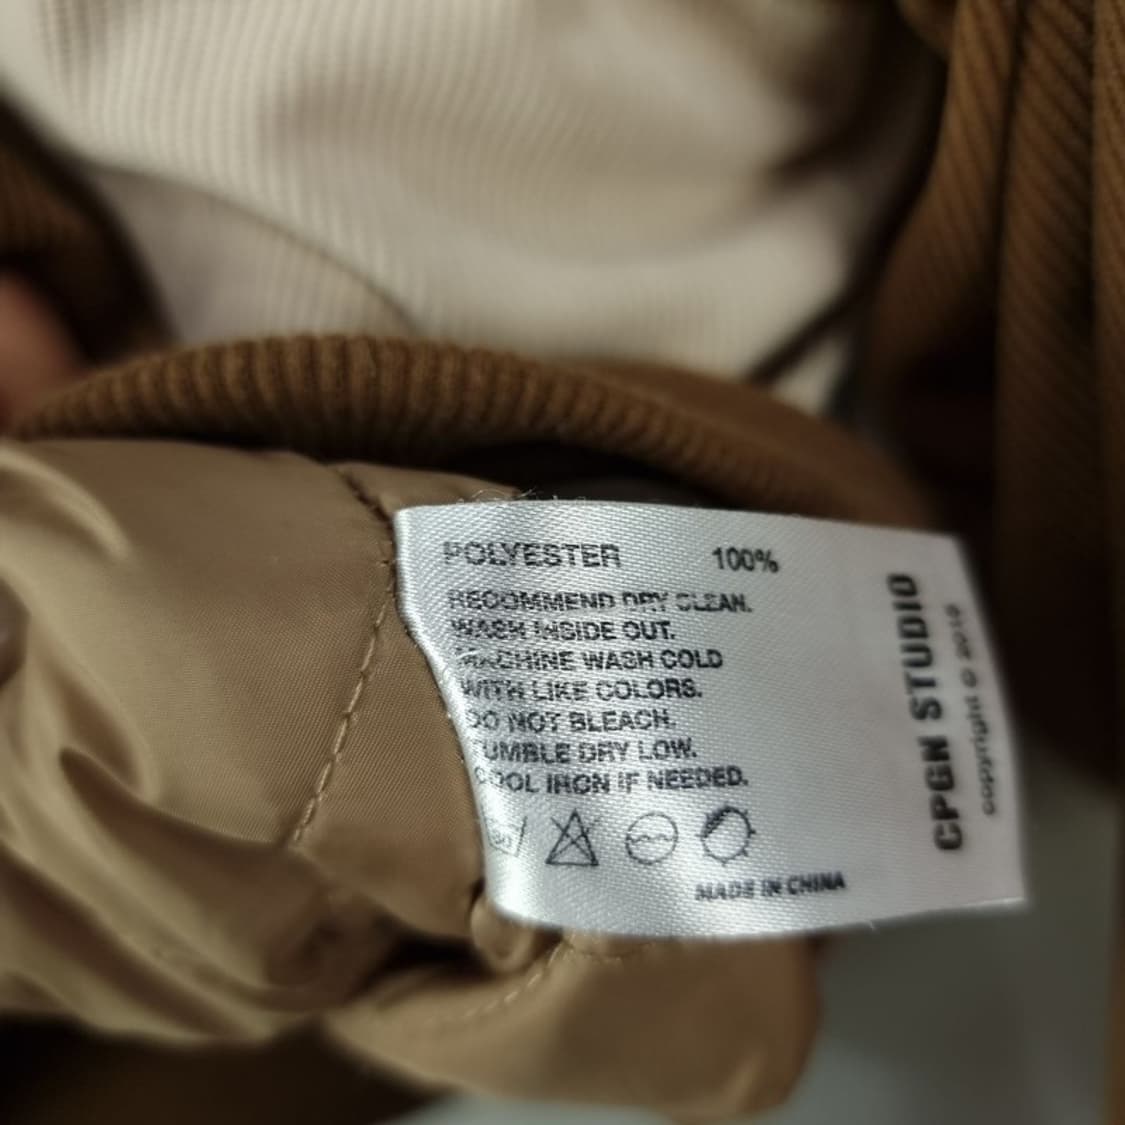 POLYESTER 100%
RECOMMEND DRY CLEAN.
WASH INSIDE OUT.
MACHINE WASH COLD
WITH LIKE COLORS.
DO NOT BLEACH.
TUMBLE DRY LOW.
COOL IRON IF NEEDED.
MADE IN CHINA
CPGN STUDIO
copyright ©